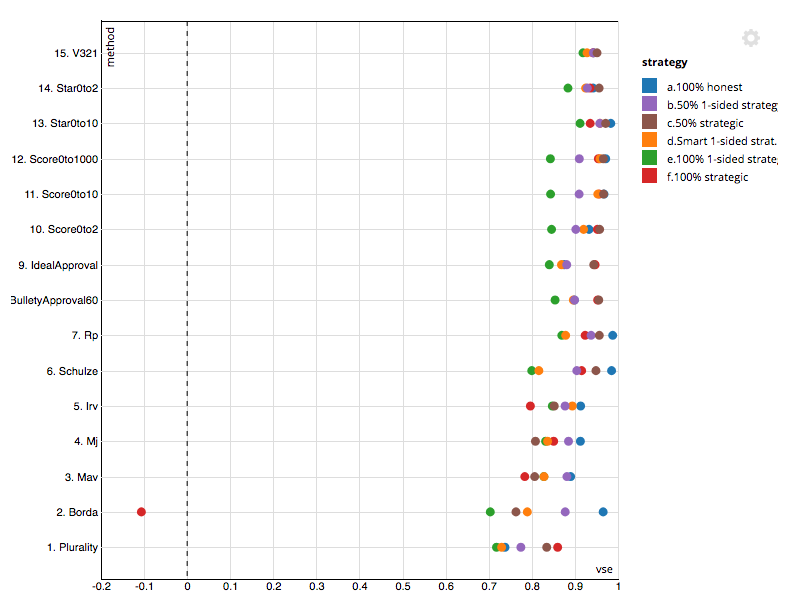 method
15. V321
14. Star0to2
13. Star0to10
12. Score0to1000
11. Score0to10
10. Score0to2
9. IdealApproval
BulletyApproval60
7. Rp
6. Schulze
5. Irv
4. Mj
3. Mav
2. Borda
1. Plurality
vse
-0.2 -0.1 0 0.1 0.2 0.3 0.4 0.5 0.6 0.7 0.8 0.9 1
strategy
a.100% honest
b.50% 1-sided strateg
c.50% strategic
d.Smart 1-sided strat.
e.100% 1-sided strate
f.100% strategic